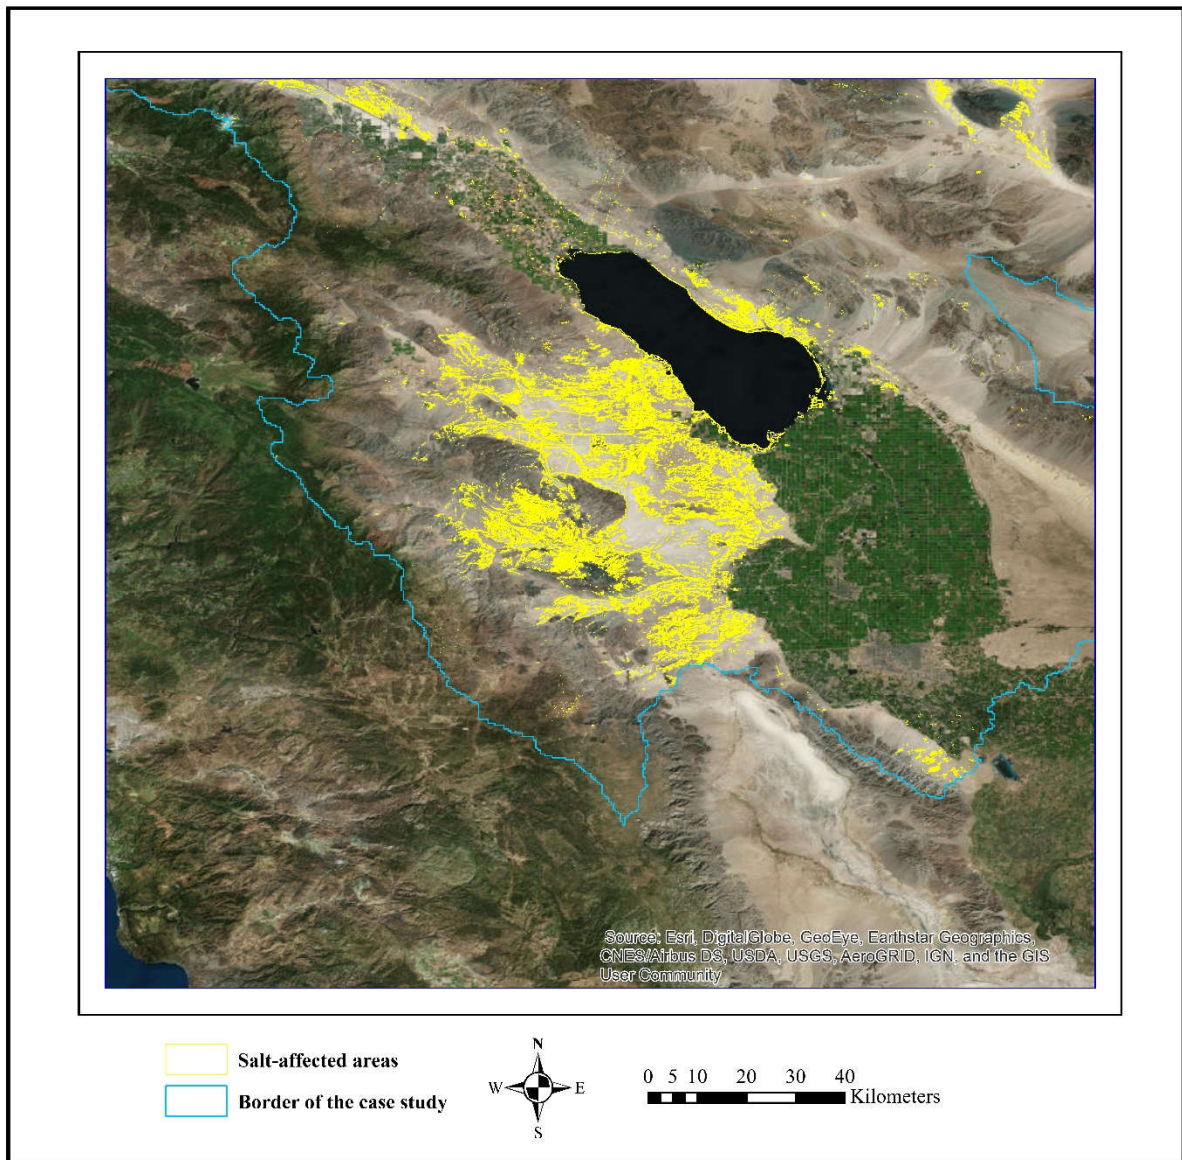 Source: Esri, DigitalGlobe, GeoEye, Earthstar Geographics,
CNES/Airbus DS, USDA, USGS, AeroGRID, IGN, and the GIS
User Community
Salt-affected areas
Border of the case study
N
W E
S
0 5 10 20 30 40
Kilometers